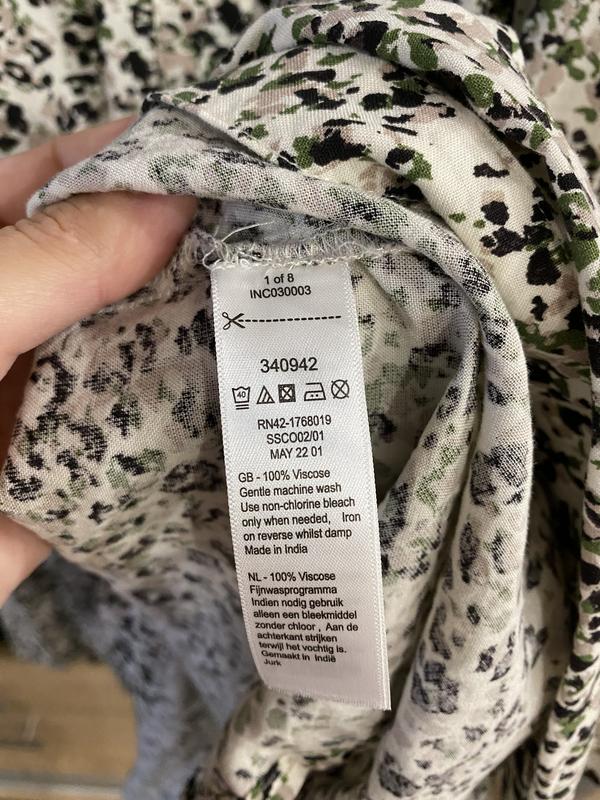 1 of 8
INC030003
340942
40
RN42-1768019
SSCO02/01
MAY 22 01
GB - 100% Viscose
Gentle machine wash
Use non-chlorine bleach
only when needed, Iron
on reverse whilst damp
Made in India
NL - 100% Viscose
Fijnwasprogramma
Indien nodig gebruik
alleen een bleekmiddel
zonder chloor , Aan de
achterkant strijken
terwijl het vochtig is.
Gemaakt in Indië
Jurk